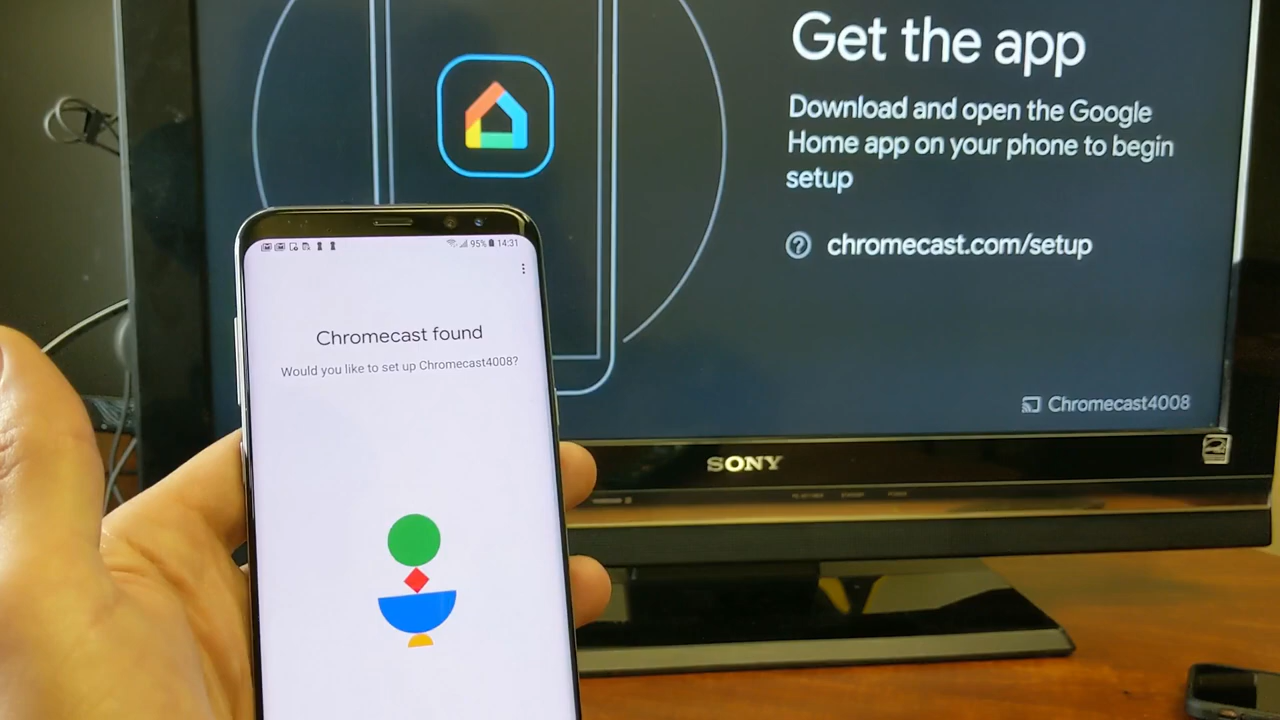 Get the app
Download and open the Google
Home app on your phone to begin
setup
chromecast.com/setup
Chromecast4008
SONY
95% 14:31
Chromecast found
Would you like to set up Chromecast4008?